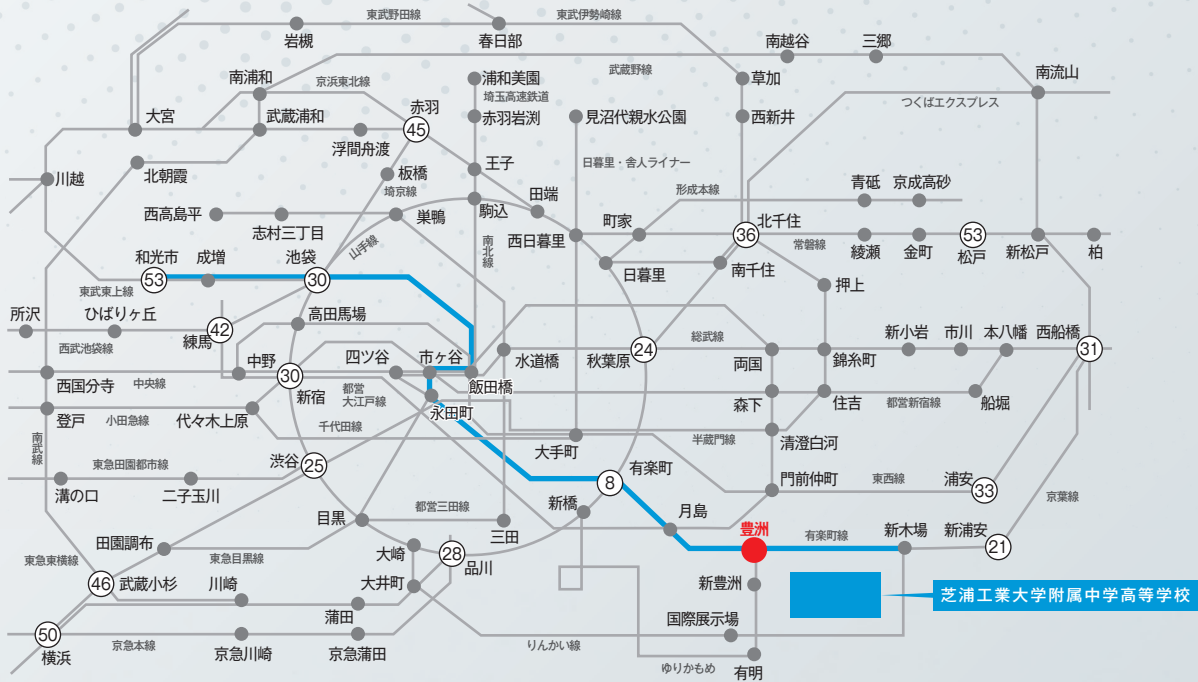 東武野田線
東武伊勢崎線
岩槻
春日部
南越谷
三郷
武蔵野線
南浦和
京浜東北線
浦和美園
草加
南流山
埼玉高速鉄道
つくばエクスプレス
大宮
武蔵浦和
赤羽
45
赤羽岩渕
見沼代親水公園
西新井
浮間舟渡
王子
日暮里・舎人ライナー
北朝霞
板橋
川越
埼京線
田端
形成本線
青砥
京成高砂
西高島平
志村三丁目
巣鴨
駒込
町家
北千住
36
西日暮里
常磐線
綾瀬
金町
53
松戸
新松戸
柏
山手線
南北線
和光市
53
成増
池袋
30
日暮里
南千住
東武東上線
押上
所沢
ひばりヶ丘
高田馬場
42
練馬
西武池袋線
総武線
新小岩
市川
本八幡
西船橋
31
中野
四ツ谷
市ヶ谷
水道橋
秋葉原
24
両国
錦糸町
西国分寺
中央線
30
新宿
都営
大江戸線
飯田橋
永田町
森下
住吉
都営新宿線
船堀
登戸
小田急線
代々木上原
千代田線
南武線
大手町
半蔵門線
清澄白河
東急田園都市線
渋谷
25
有楽町
8
門前仲町
東西線
浦安
33
京葉線
溝の口
二子玉川
都営三田線
新橋
月島
目黒
三田
豊洲
有楽町線
新木場
新浦安
21
田園調布
東急目黒線
大崎
28
品川
東急東横線
46
武蔵小杉
川崎
大井町
新豊洲
芝浦工業大学附属中学高等学校
蒲田
国際展示場
50
横浜
京急本線
京急川崎
京急蒲田
りんかい線
ゆりかもめ
有明